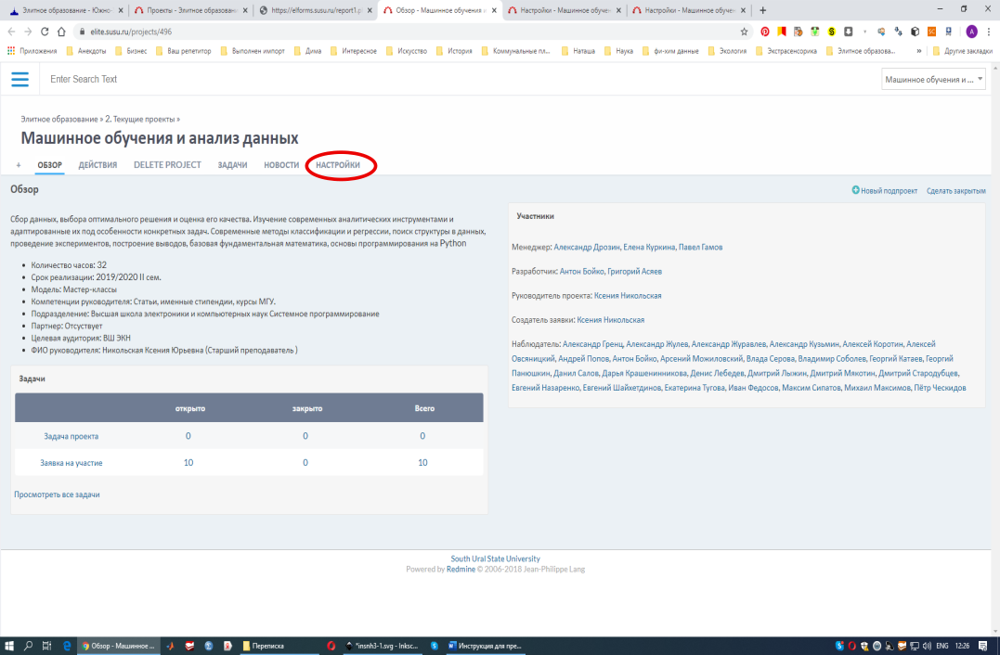 Элитное образование - Южно-
Проекты - Элитное образован
https://elforms.susu.ru/report1.p
Обзор - Машинное обучения и
Настройки - Машинное обучен
Настройки - Машинное обучен
elite.susu.ru/projects/496
Приложения
Анекдоты
Бизнес
Ваш репетитор
Выполнен импорт
Дима
Интересное
Искусство
История
Коммунальные пл...
Наташа
Наука
фи-хим данные
Экология
Экстрасенсорика
Элитное образова...
»
Другие закладки
Enter Search Text
Машинное обучения и ...
Элитное образование » 2. Текущие проекты »
Машинное обучения и анализ данных
+ ОБЗОР ДЕЙСТВИЯ DELETE PROJECT ЗАДАЧИ НОВОСТИ НАСТРОЙКИ
Обзор
Новый подпроект Сделать закрытым
Сбор данных, выбора оптимального решения и оценка его качества. Изучение современных аналитических инструментами и
адаптированные их под особенности конкретных задач. Современные методы классификации и регрессии, поиск структуры в данных,
проведение экспериментов, построение выводов, базовая фундаментальная математика, основы программирования на Python
Количество часов: 32
Срок реализации: 2019/2020 II сем.
Модель: Мастер-классы
Компетенции руководителя: Статьи, именные стипендии, курсы МГУ.
Подразделение: Высшая школа электроники и компьютерных наук Системное программирование
Партнер: Отсуствует
Целевая аудитория: ВШ ЭКН
ФИО руководителя: Никольская Ксения Юрьевна (Старший преподаватель )
Задачи
открыто закрыто Всего
Задача проекта 0 0 0
Заявка на участие 10 0 10
Просмотреть все задачи
Участники
Менеджер: Александр Дрозин, Елена Куркина, Павел Гамов
Разработчик: Антон Бойко, Григорий Асяев
Руководитель проекта: Ксения Никольская
Создатель заявки: Ксения Никольская
Наблюдатель: Александр Гренц, Александр Жулев, Александр Журавлев, Александр Кузьмин, Алексей Коротин, Алексей
Овсяницкий, Андрей Попов, Антон Бойко, Арсений Можиловский, Влада Серова, Владимир Соболев, Георгий Катаев, Георгий
Панюшкин, Данил Салов, Дарья Крашенинникова, Денис Лебедев, Дмитрий Лыжин, Дмитрий Мякотин, Дмитрий Стародубцев,
Евгений Назаренко, Евгений Шайхетдинов, Екатерина Тугова, Иван Федосов, Максим Сипатов, Михаил Максимов, Пётр Ческидов
South Ural State University
Powered by Redmine © 2006-2018 Jean-Philippe Lang
Обзор - Машинное ...
Переписка
*insnh3-1.svg - Inksc...
Инструкция для пре...
ENG 12:26